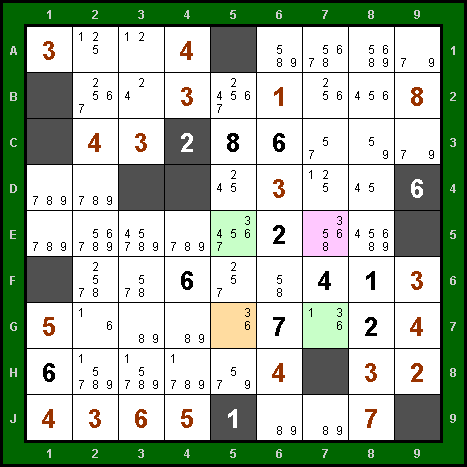 1 2 3 4 5 6 7 8 9
A 3 1 2 5 1 2 4 5 8 9 5 6 7 8 5 6 8 9 7 9 1
B 2 5 6 7 2 4 3 2 4 5 6 7 1 2 5 6 4 5 6 8 2
C 4 3 2 8 6 5 7 5 9 7 9 3
D 7 8 9 7 8 9 2 4 5 3 1 2 5 4 5 6 4
E 7 8 9 5 6 7 8 9 4 5 7 8 9 7 8 9 3 4 5 6 7 2 3 5 6 8 4 5 6 8 9 5
F 2 5 7 8 5 7 8 6 2 5 7 5 8 4 1 3 6
G 5 1 6 8 9 8 9 3 6 7 1 3 6 2 4 7
H 6 1 5 7 8 9 1 5 7 8 9 1 7 8 9 5 7 9 4 3 2 8
J 4 3 6 5 1 8 9 8 9 7 9
1 2 3 4 5 6 7 8 9